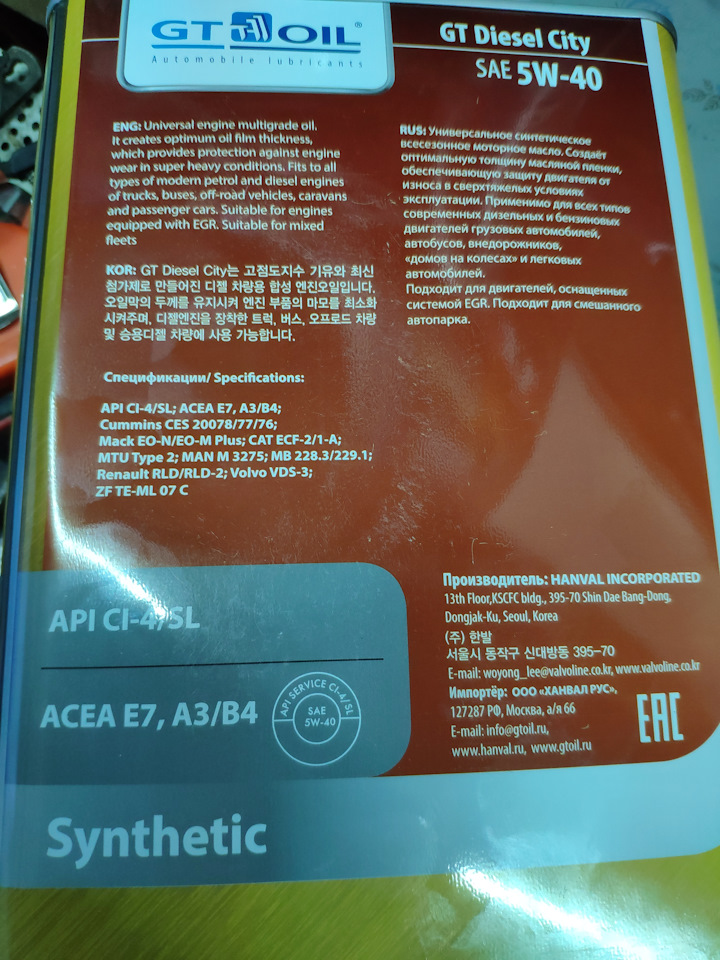 GT OIL®
Automobile lubricants
GT Diesel City
SAE 5W-40
ENG: Universal engine multigrade oil.
It creates optimum oil film thickness,
which provides protection against engine
wear in super heavy conditions. Fits to all
types of modern petrol and diesel engines
of trucks, buses, off-road vehicles, caravans
and passenger cars. Suitable for engines
equipped with EGR. Suitable for mixed
fleets
KOR: GT Diesel City는 고점도지수 기유와 최신
첨가제로 만들어진 디젤 차량용 합성 엔진오일입니다.
오일막의 두께를 유지시켜 엔진 부품의 마모를 최소화
시켜주며, 디젤엔진을 장착한 트럭, 버스, 오프로드 차량
및 승용디젤 차량에 사용 가능합니다.
RUS: Универсальное синтетическое
всесезонное моторное масло. Создаёт
оптимальную толщину масляной пленки,
обеспечивающую защиту двигателя от
износа в сверхтяжелых условиях
эксплуатации. Применимо для всех типов
современных дизельных и бензиновых
двигателей грузовых автомобилей,
автобусов, внедорожников,
«домов на колесах» и легковых
автомобилей.
Подходит для двигателей, оснащенных
системой EGR. Подходит для смешанного
автопарка.
Спецификации/ Specifications:
API CI-4/SL; ACEA E7, A3/B4;
Cummins CES 20078/77/76;
Mack EO-N/EO-M Plus; CAT ECF-2/1-A;
MTU Type 2; MAN M 3275; MB 228.3/229.1;
Renault RLD/RLD-2; Volvo VDS-3;
ZF TE-ML 07 C
API CI-4/SL
ACEA E7, A3/B4
API SERVICE CI-4/SL
SAE
5W-40
Synthetic
Производитель: HANVAL INCORPORATED
13th Floor,KSCFC bldg., 395-70 Shin Dae Bang-Dong,
Dongjak-Ku, Seoul, Korea
(주) 한발
서울시 동작구 신대방동 395-70
E-mail: woyong_lee@valvoline.co.kr, www.valvoline.co.kr
Импортёр: ООО «ХАНВАЛ РУС»,
127287 РФ, Москва, а/я 66
E-mail: info@gtoil.ru,
www.hanval.ru, www.gtoil.ru
EAC